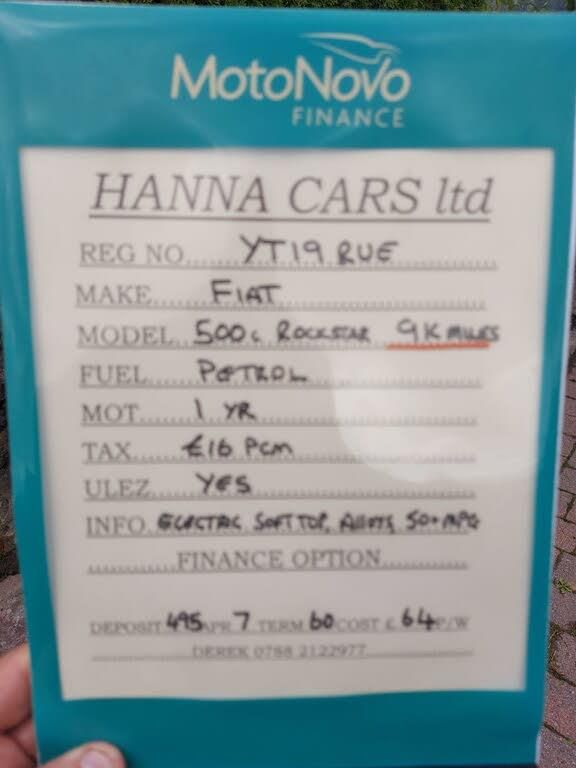 MotoNovo
FINANCE
HANNA CARS ltd
REG NO......YT19 RUE
MAKE......FIAT
MODEL..500c ROCKSTAR 9K MILES
FUEL......PETROL
MOT......1 YR
TAX......£16 PCM
ULEZ......YES
INFO..ELECTRIC SOFT TOP, ALLOYS, 50+MPG
............FINANCE OPTION............
DEPOSIT 495 APR 7 TERM 60 COST £ 64 P/W
DEREK 0788 2122977